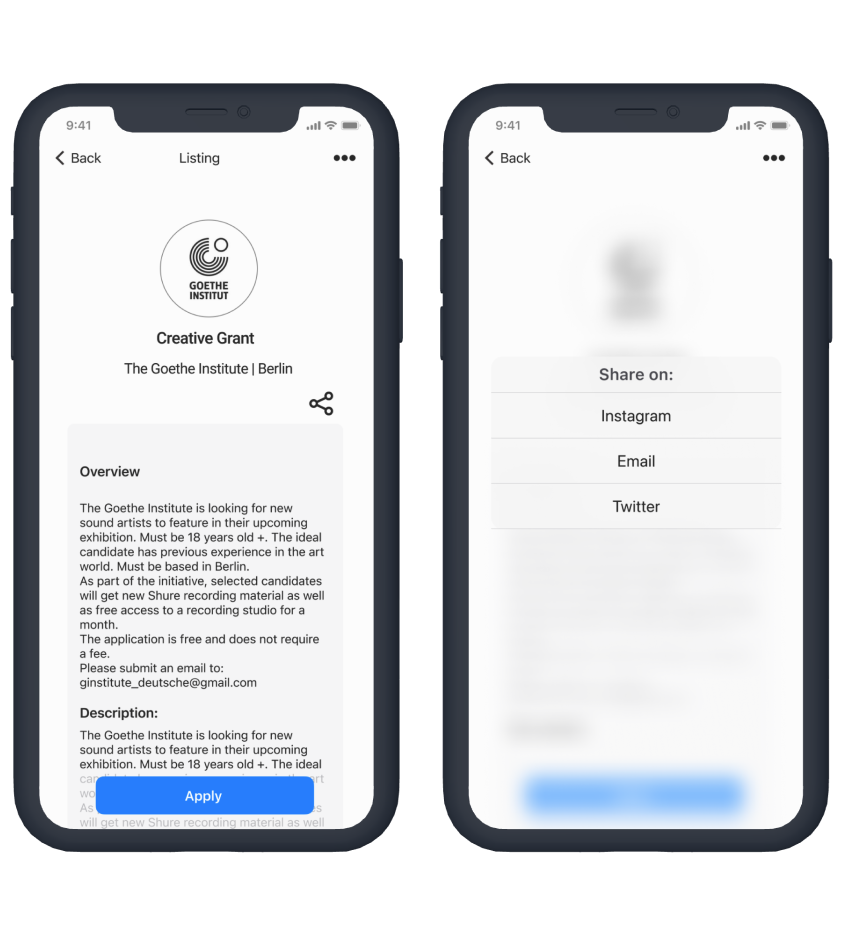 9:41
Back
Listing
•••
GOETHE
INSTITUT
Creative Grant
The Goethe Institute | Berlin
Overview
The Goethe Institute is looking for new
sound artists to feature in their upcoming
exhibition. Must be 18 years old +. The ideal
candidate has previous experience in the art
world. Must be based in Berlin.
As part of the initiative, selected candidates
will get new Shure recording material as well
as free access to a recording studio for a
month.
The application is free and does not require
a fee.
Please submit an email to:
ginstitute_deutsche@gmail.com
Description:
The Goethe Institute is looking for new
sound artists to feature in their upcoming
exhibition. Must be 18 years old +. The ideal
Apply
As
will get new Shure recording material as well
9:41
Back
•••
Share on:
Instagram
Email
Twitter